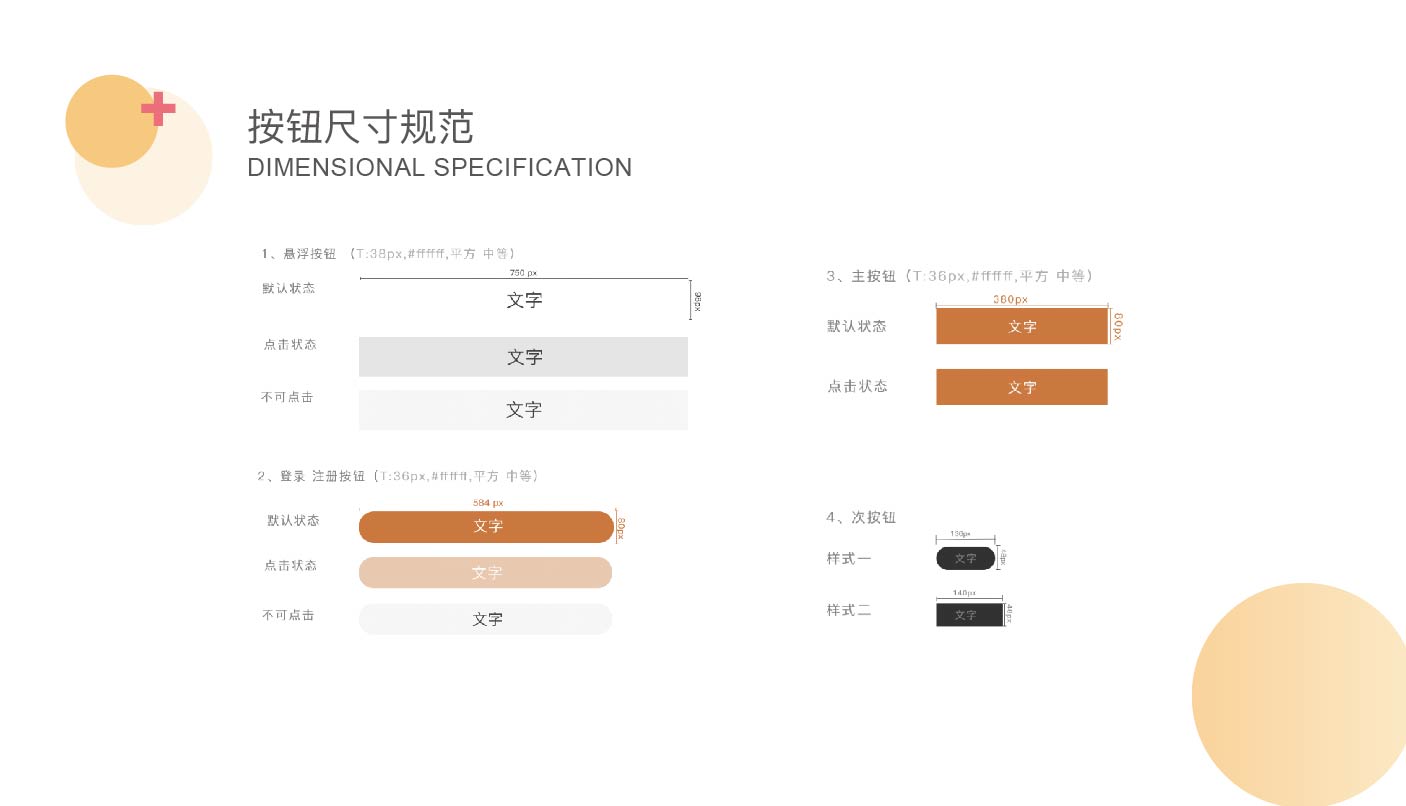 按钮尺寸规范
DIMENSIONAL SPECIFICATION
1、悬浮按钮 （T:38px,#ffffff,平方 中等）
750 px
默认状态
文字
98px
点击状态
文字
不可点击
文字
2、登录 注册按钮（T:36px,#ffffff,平方 中等）
584 px
默认状态
文字
80px
点击状态
文字
不可点击
文字
3、主按钮（T:36px,#ffffff,平方 中等）
380px
默认状态
文字
80px
点击状态
文字
4、次按钮
130px
样式一
文字
48px
140px
样式二
文字
48px